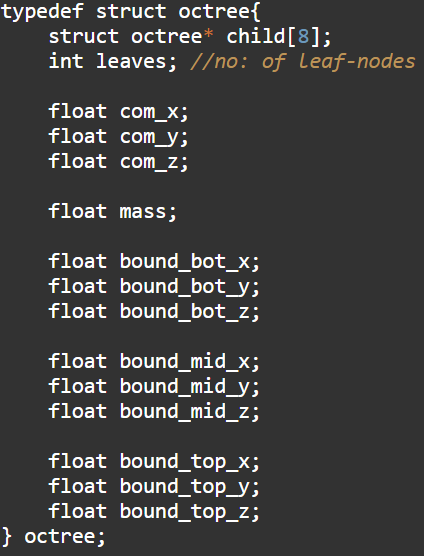 typedef struct octree{
    struct octree* child[8];
    int leaves; //no: of leaf-nodes

    float com_x;
    float com_y;
    float com_z;

    float mass;

    float bound_bot_x;
    float bound_bot_y;
    float bound_bot_z;

    float bound_mid_x;
    float bound_mid_y;
    float bound_mid_z;

    float bound_top_x;
    float bound_top_y;
    float bound_top_z;
} octree;